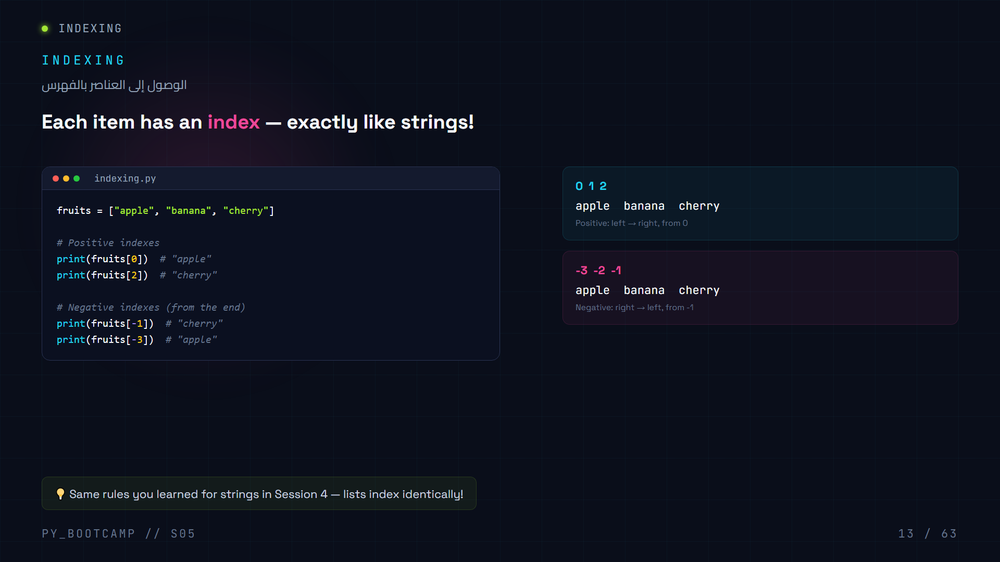 INDEXING
INDEXING
الوصول إلى العناصر بالفهرس
Each item has an index — exactly like strings!
indexing.py
fruits = ["apple", "banana", "cherry"]
# Positive indexes
print(fruits[0])  # "apple"
print(fruits[2])  # "cherry"
# Negative indexes (from the end)
print(fruits[-1])  # "cherry"
print(fruits[-3])  # "apple"
0 1 2
apple  banana  cherry
Positive: left → right, from 0
-3 -2 -1
apple  banana  cherry
Negative: right → left, from -1
💡 Same rules you learned for strings in Session 4 — lists index identically!
PY_BOOTCAMP // S05
13 / 63